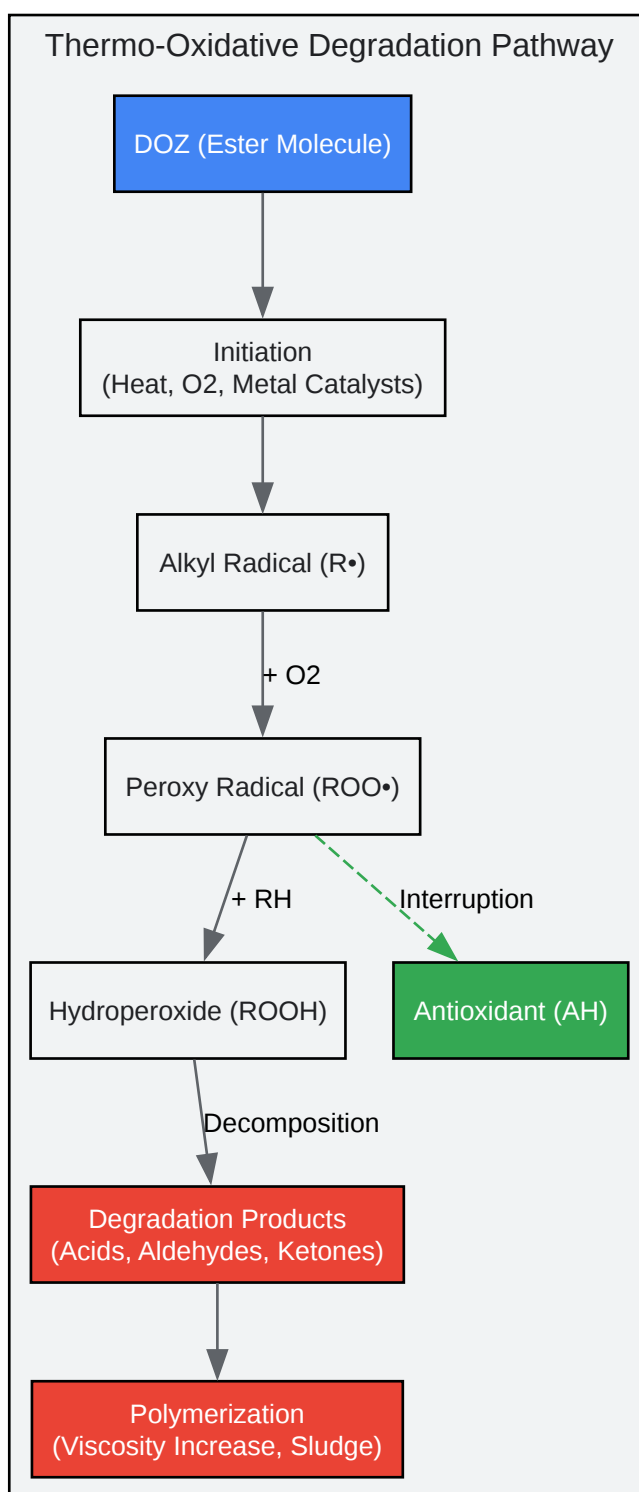 Thermo-Oxidative Degradation Pathway
DOZ (Ester Molecule)
Initiation
(Heat, O2, Metal Catalysts)
Alkyl Radical (R•)
+ O2
Peroxy Radical (ROO•)
+ RH
Interruption
Hydroperoxide (ROOH)
Antioxidant (AH)
Decomposition
Degradation Products
(Acids, Aldehydes, Ketones)
Polymerization
(Viscosity Increase, Sludge)